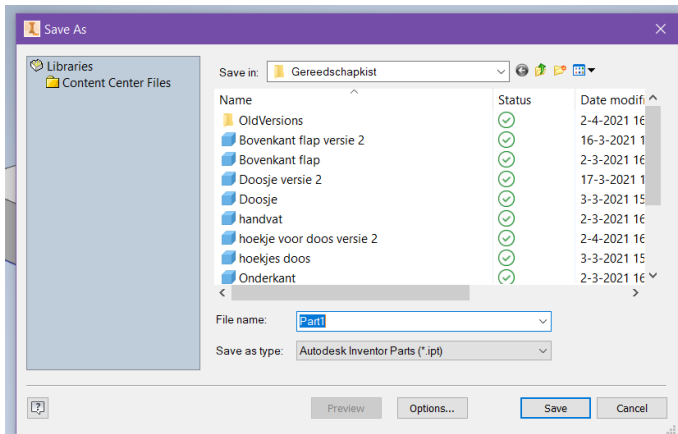 Save As
Libraries
Content Center Files
Save in: Gereedschapkist
Name Status Date modifi
OldVersions 2-4-2021 16
Bovenkant flap versie 2 16-3-2021 1
Bovenkant flap 2-3-2021 16
Doosje versie 2 17-3-2021 1
Doosje 3-3-2021 15
handvat 2-3-2021 16
hoekje voor doos versie 2 2-4-2021 16
hoekjes doos 3-3-2021 15
Onderkant 2-3-2021 16
File name: Part1
Save as type: Autodesk Inventor Parts (*.ipt)
Preview Options... Save Cancel